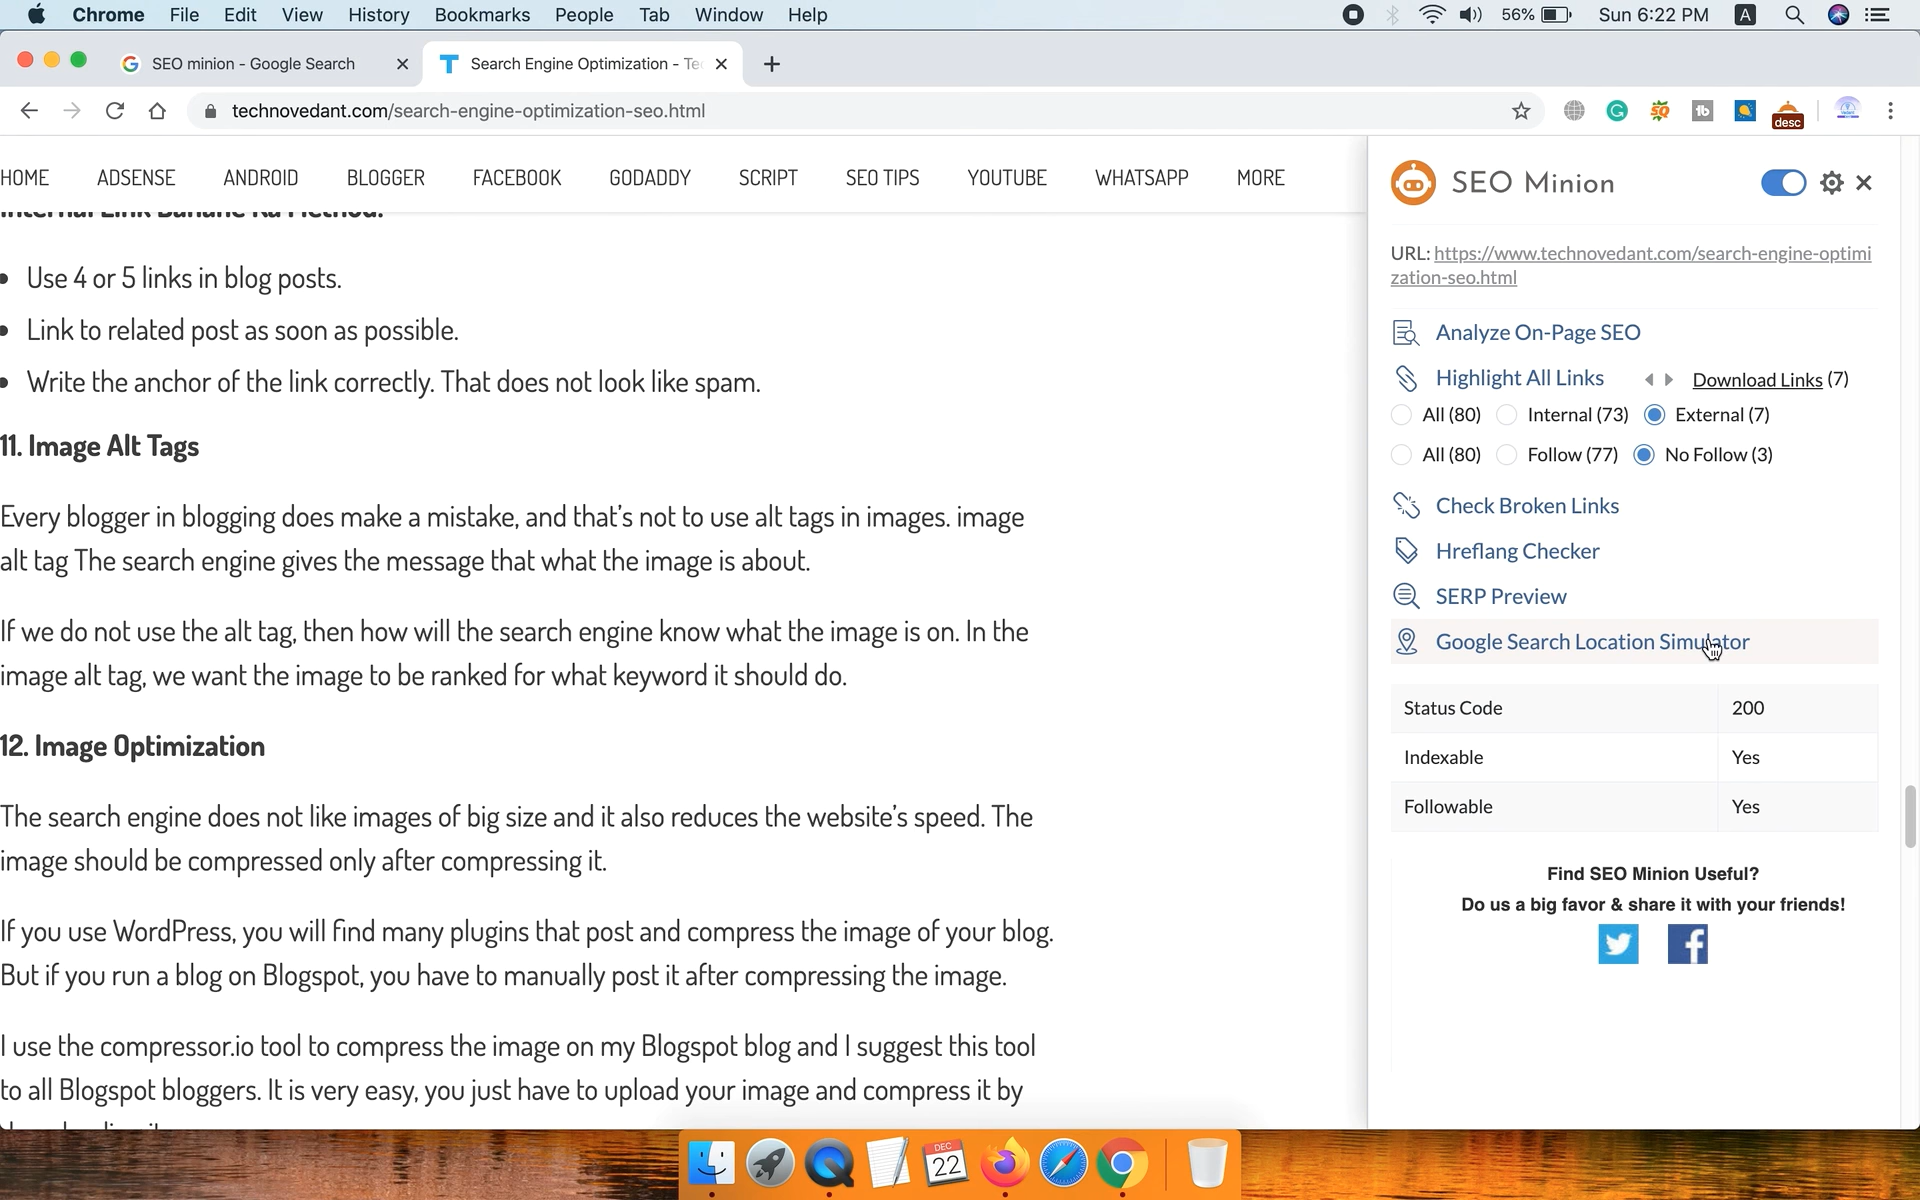 Chrome File Edit View History Bookmarks People Tab Window Help 56% Sun 6:22 PM A
SEO minion - Google Search
Search Engine Optimization - Te
technovedant.com/search-engine-optimization-seo.html
desc
HOME ADSENSE ANDROID BLOGGER FACEBOOK GODADDY SCRIPT SEO TIPS YOUTUBE WHATSAPP MORE
Internal Link Banane Ka Method:
Use 4 or 5 links in blog posts.
Link to related post as soon as possible.
Write the anchor of the link correctly. That does not look like spam.
11. Image Alt Tags
Every blogger in blogging does make a mistake, and that's not to use alt tags in images. image
alt tag The search engine gives the message that what the image is about.
If we do not use the alt tag, then how will the search engine know what the image is on. In the
image alt tag, we want the image to be ranked for what keyword it should do.
12. Image Optimization
The search engine does not like images of big size and it also reduces the website's speed. The
image should be compressed only after compressing it.
If you use WordPress, you will find many plugins that post and compress the image of your blog.
But if you run a blog on Blogspot, you have to manually post it after compressing the image.
I use the compressor.io tool to compress the image on my Blogspot blog and I suggest this tool
to all Blogspot bloggers. It is very easy, you just have to upload your image and compress it by
SEO Minion
URL: https://www.technovedant.com/search-engine-optimi
zation-seo.html
Analyze On-Page SEO
Highlight All Links Download Links (7)
All (80) Internal (73) External (7)
All (80) Follow (77) No Follow (3)
Check Broken Links
Hreflang Checker
SERP Preview
Google Search Location Simulator
Status Code 200
Indexable Yes
Followable Yes
Find SEO Minion Useful?
Do us a big favor & share it with your friends!
DEC
22